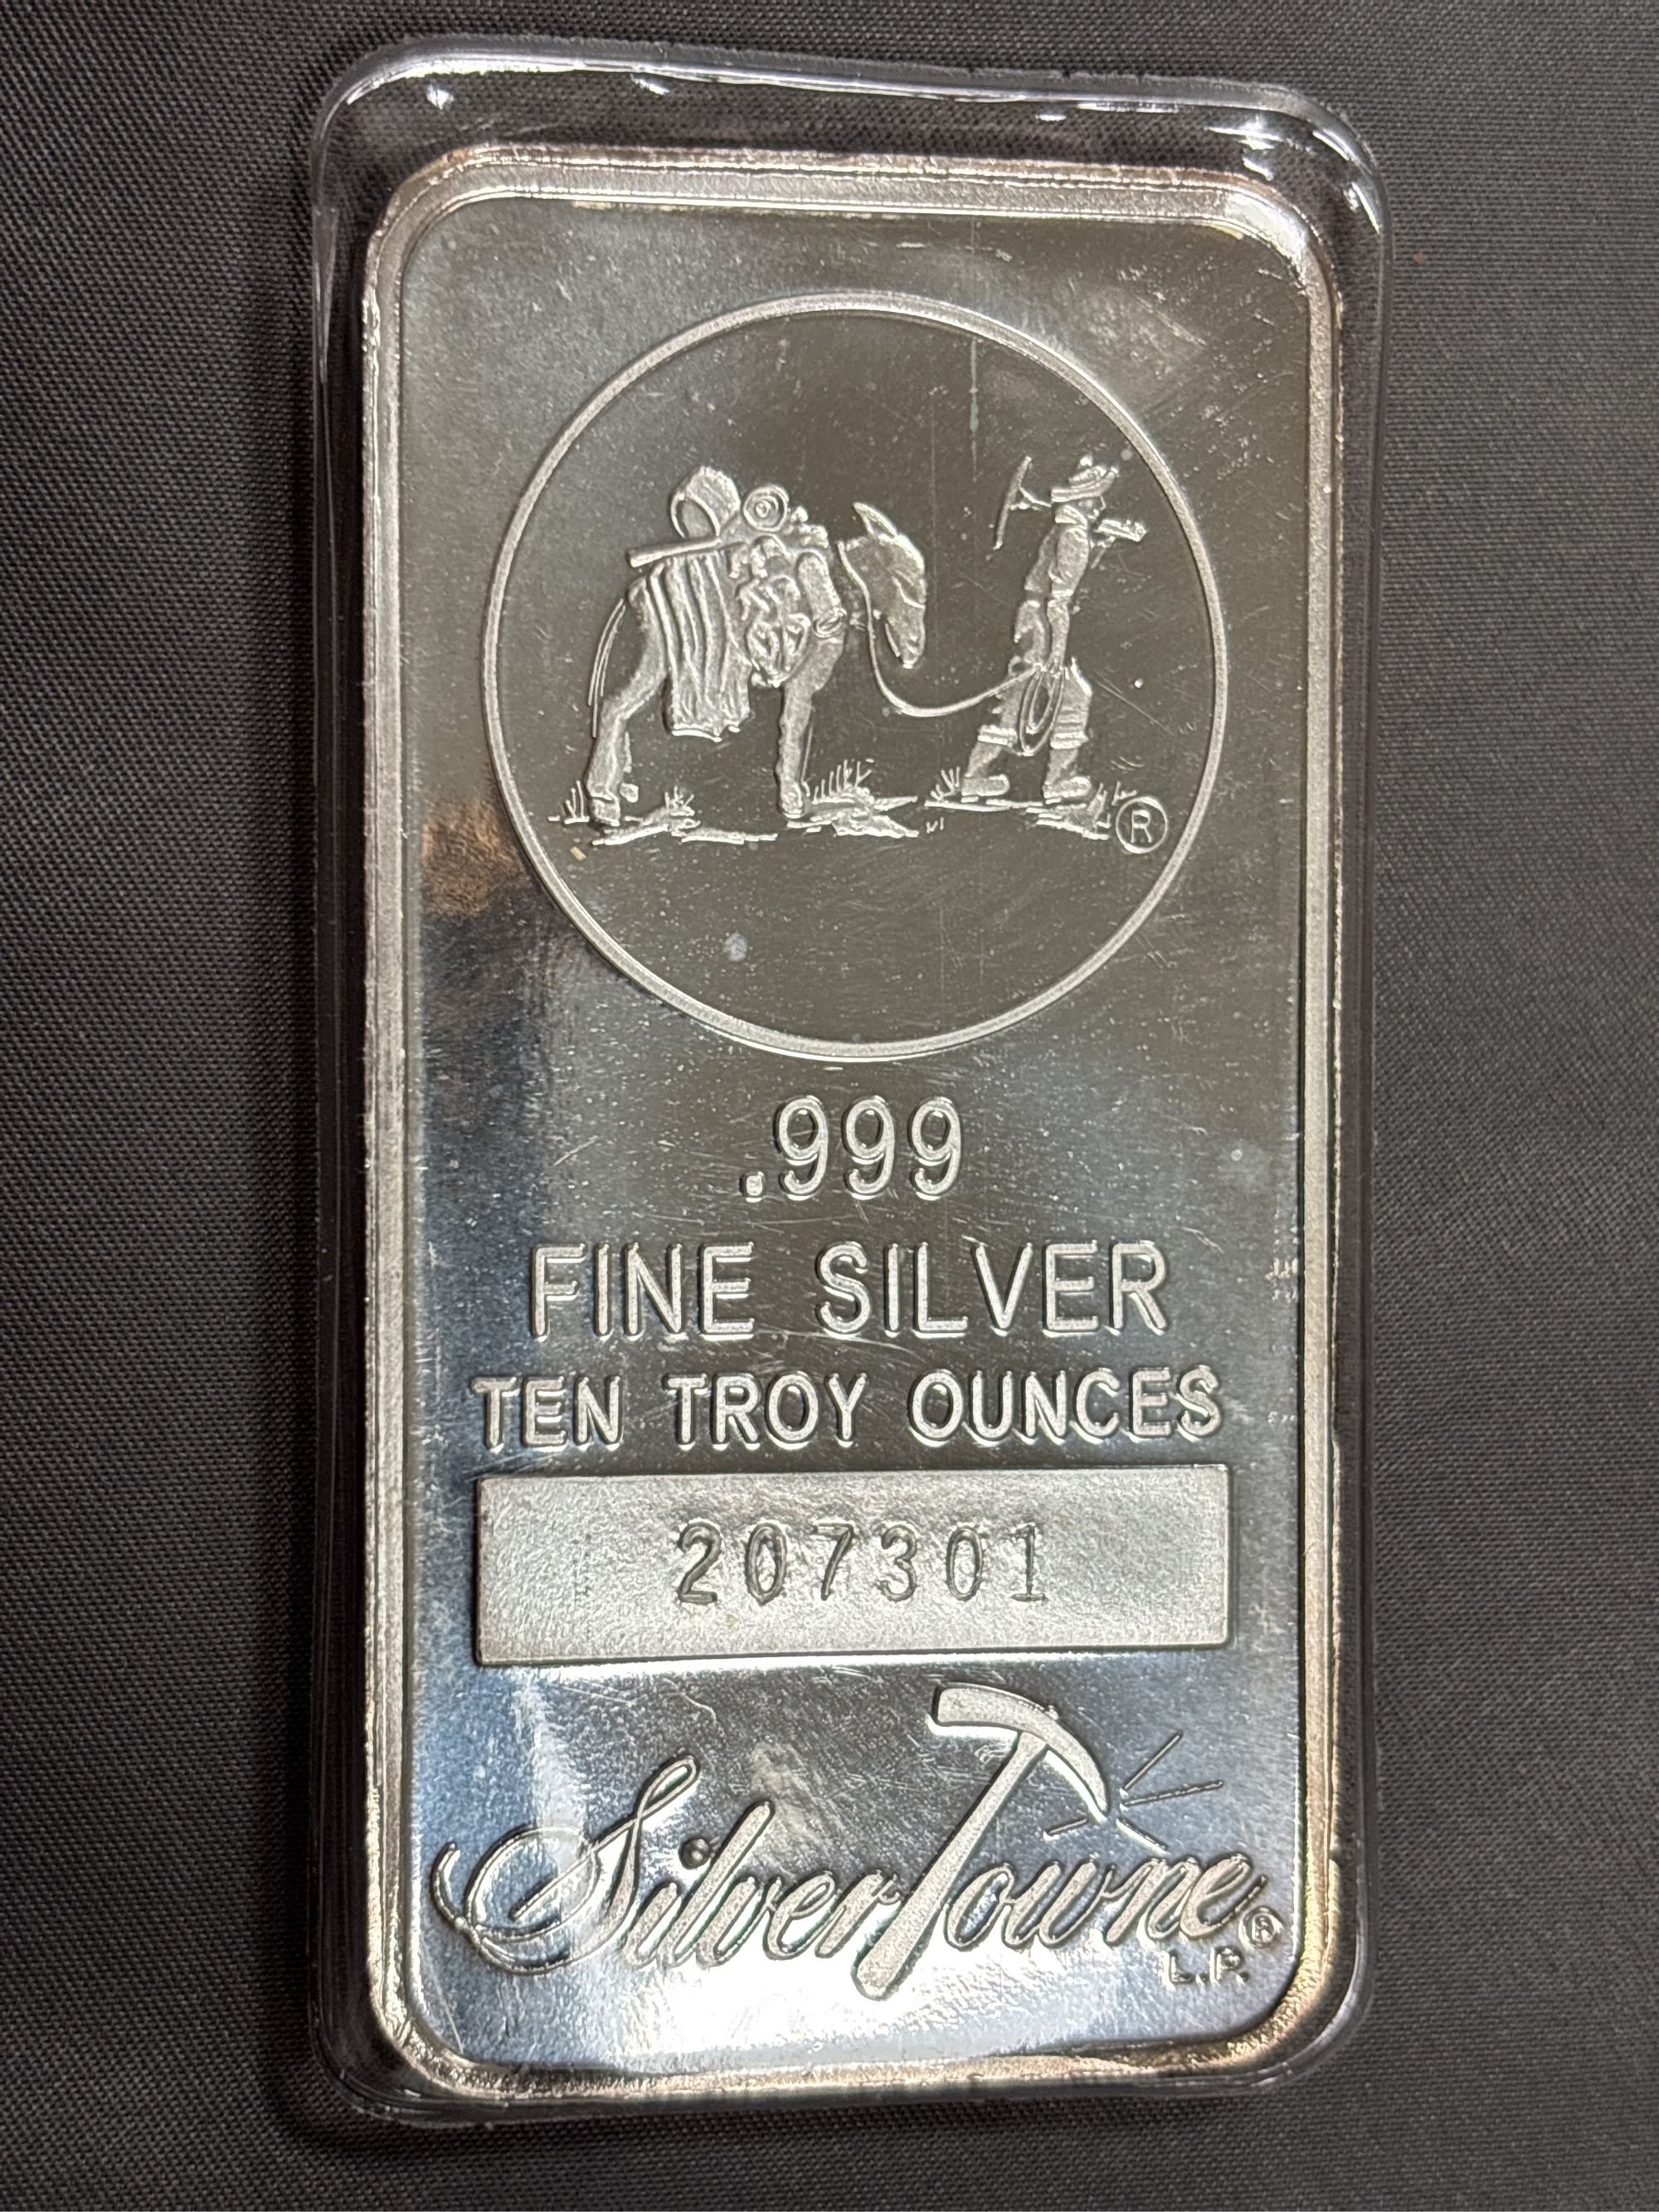 ®
.999
FINE SILVER
TEN TROY OUNCES
207301
SilverTowne®
L.P.